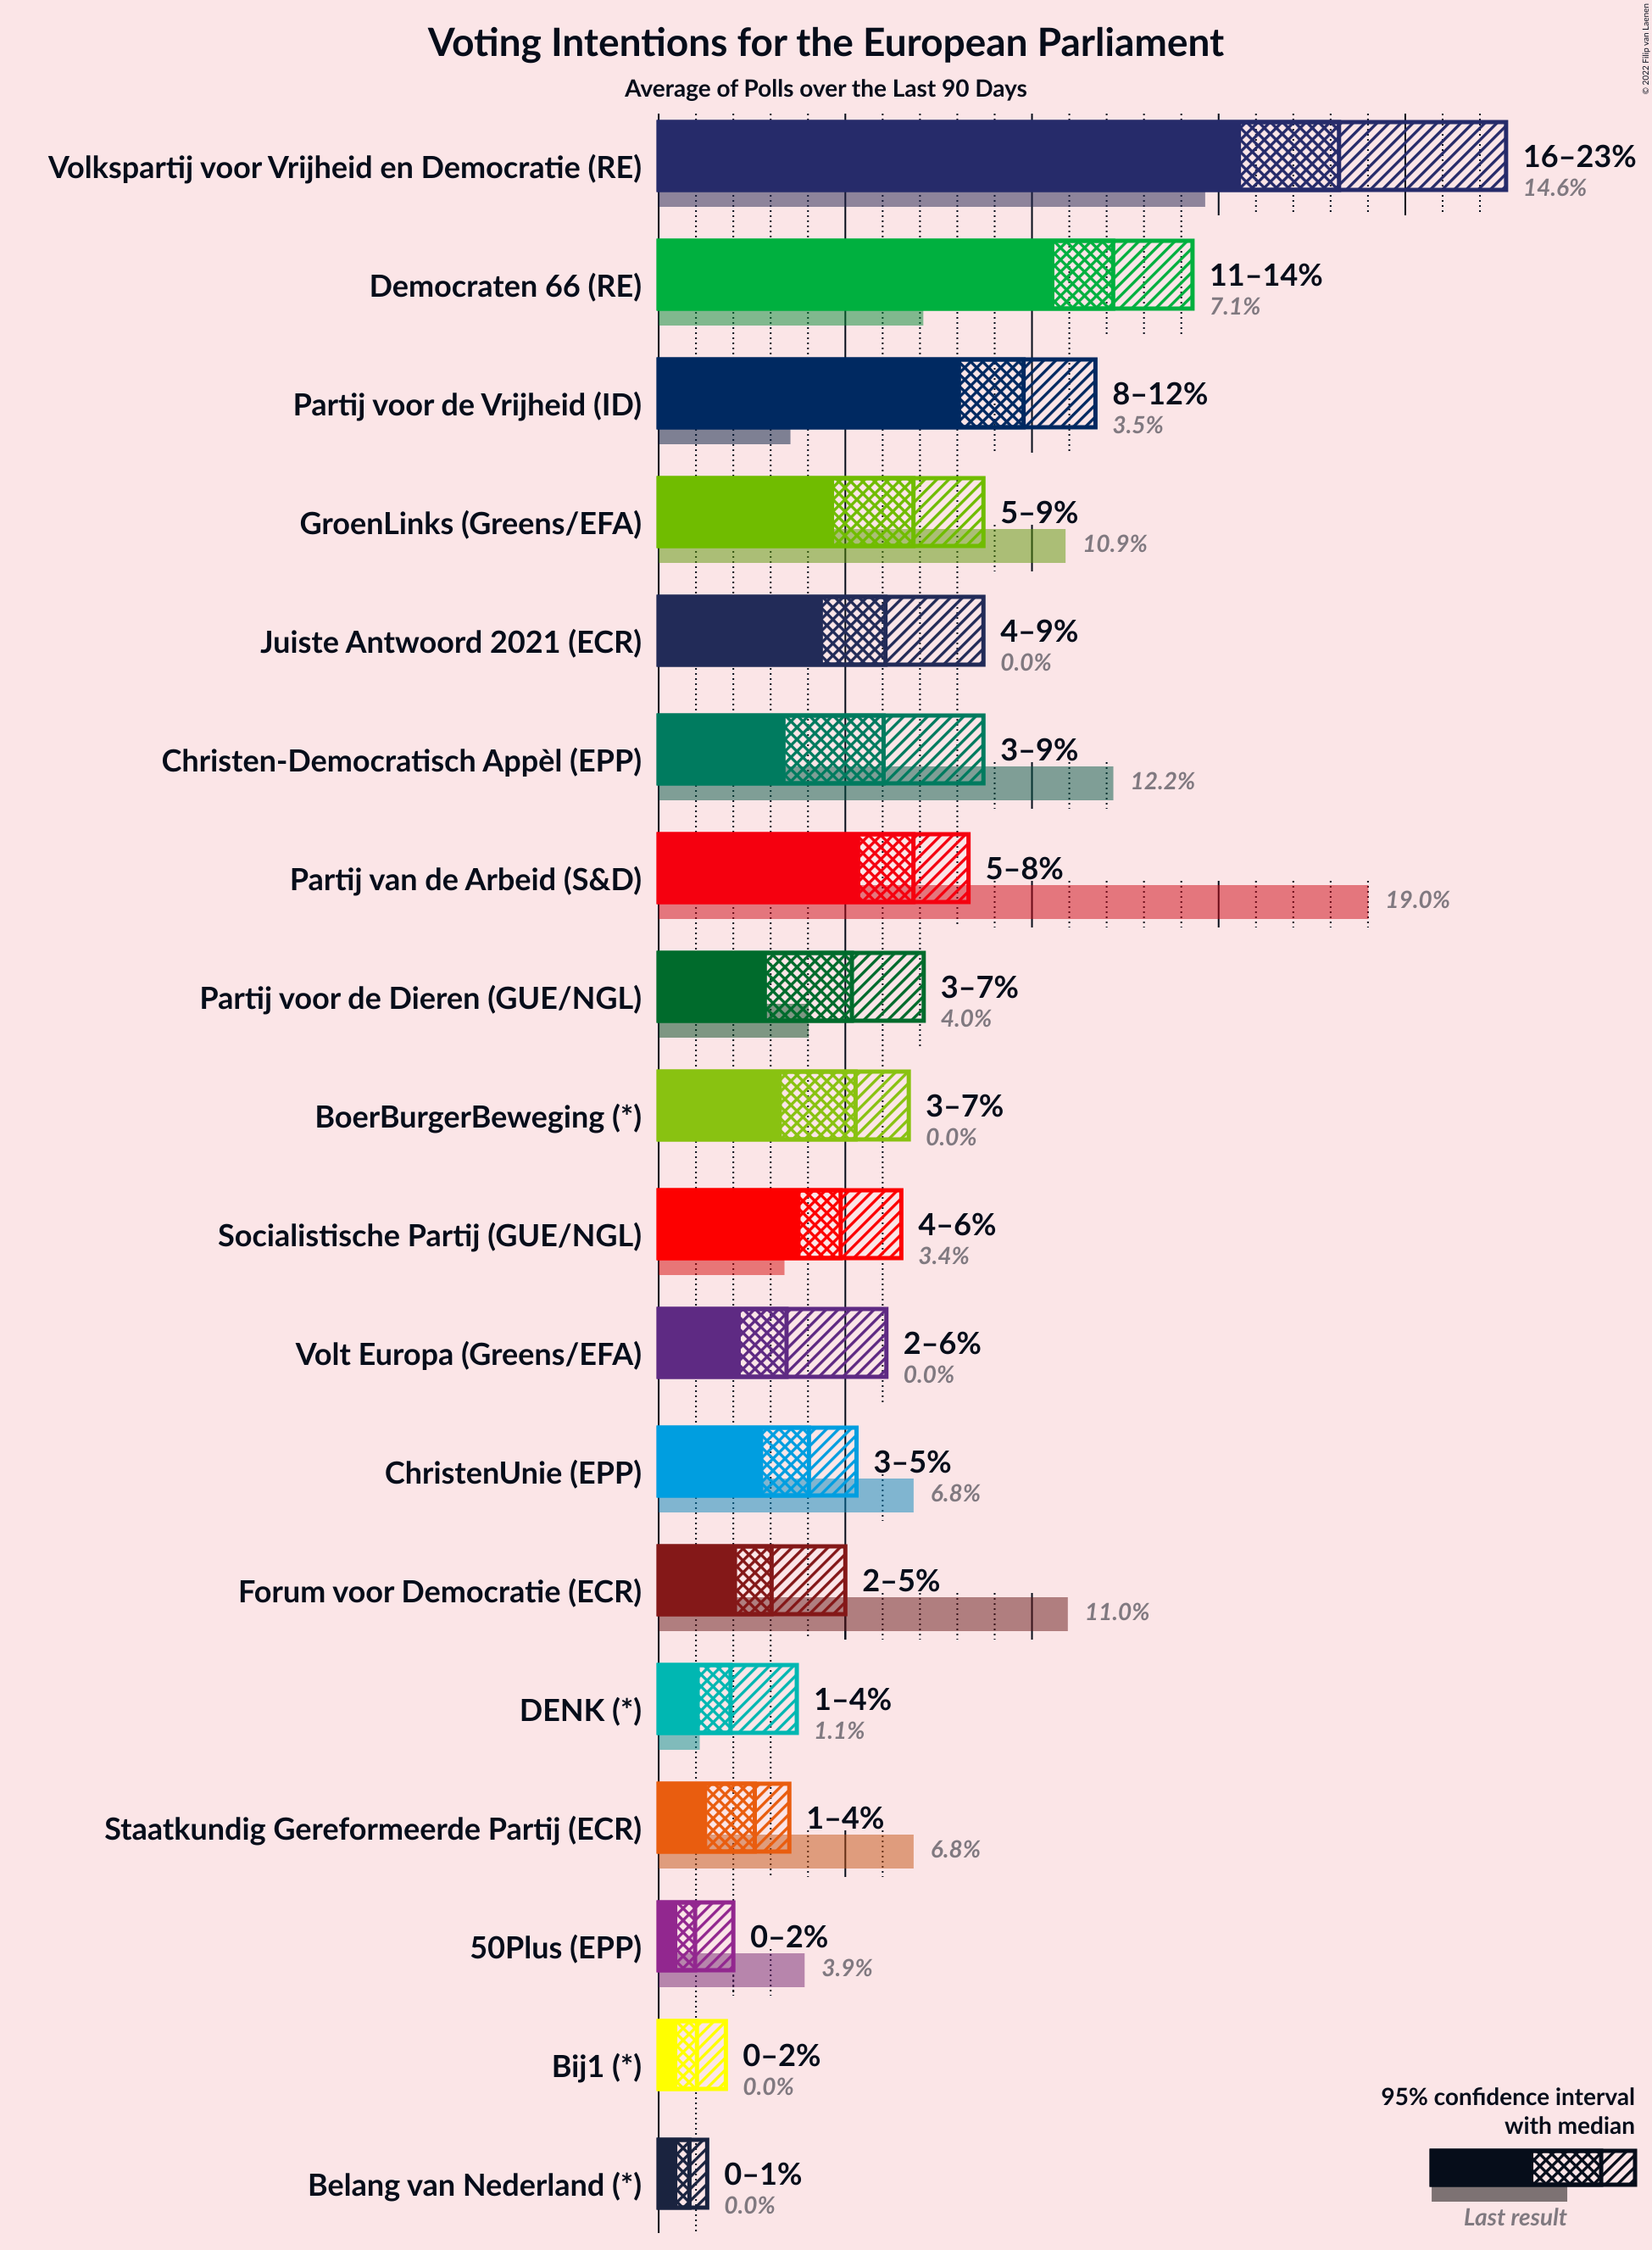 © 2022 Filip van Laenen
Voting Intentions for the European Parliament
Average of Polls over the Last 90 Days
Volkspartij voor Vrijheid en Democratie (RE)
16–23%
14.6%
Democraten 66 (RE)
11–14%
7.1%
Partij voor de Vrijheid (ID)
8–12%
3.5%
GroenLinks (Greens/EFA)
5–9%
10.9%
Juiste Antwoord 2021 (ECR)
4–9%
0.0%
Christen-Democratisch Appèl (EPP)
3–9%
12.2%
Partij van de Arbeid (S&D)
5–8%
19.0%
Partij voor de Dieren (GUE/NGL)
3–7%
4.0%
BoerBurgerBeweging (*)
3–7%
0.0%
Socialistische Partij (GUE/NGL)
4–6%
3.4%
Volt Europa (Greens/EFA)
2–6%
0.0%
ChristenUnie (EPP)
3–5%
6.8%
Forum voor Democratie (ECR)
2–5%
11.0%
DENK (*)
1–4%
1.1%
Staatkundig Gereformeerde Partij (ECR)
1–4%
6.8%
50Plus (EPP)
0–2%
3.9%
Bij1 (*)
0–2%
0.0%
Belang van Nederland (*)
0–1%
0.0%
95% confidence interval
with median
Last result